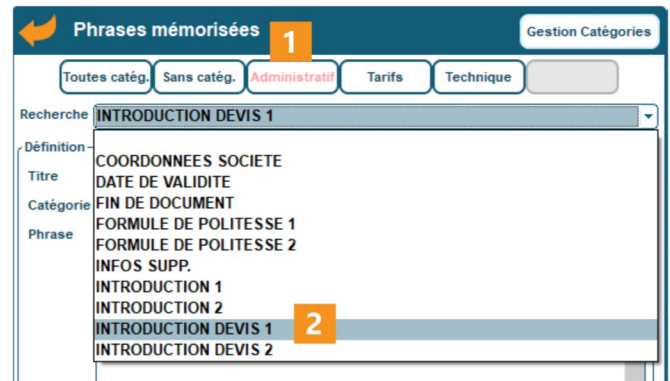 Phrases mémorisées
1
Gestion Catégories
Toutes catég. Sans catég. Administratif Tarifs Technique
Recherche INTRODUCTION DEVIS 1
Définition
COORDONNEES SOCIETE
Titre
DATE DE VALIDITE
Catégorie FIN DE DOCUMENT
FORMULE DE POLITESSE 1
Phrase
FORMULE DE POLITESSE 2
INFOS SUPP.
INTRODUCTION 1
INTRODUCTION 2
INTRODUCTION DEVIS 1 2
INTRODUCTION DEVIS 2